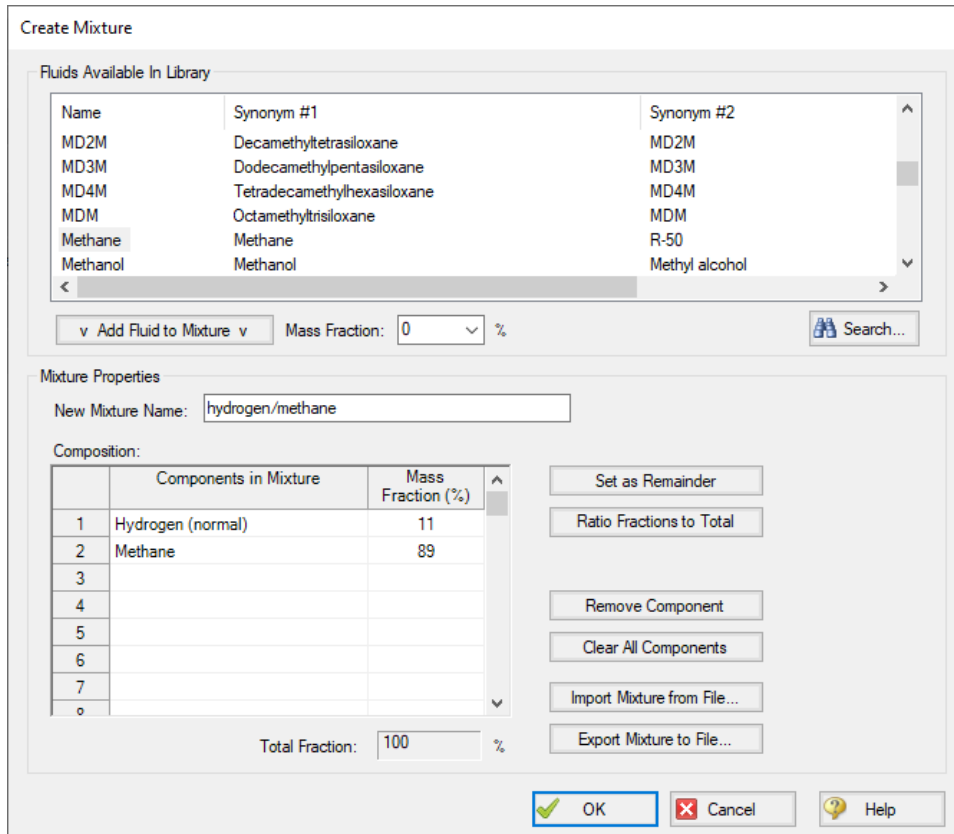 Create Mixture
Fluids Available In Library
Name Synonym #1 Synonym #2
MD2M Decamethyltetrasiloxane MD2M
MD3M Dodecamethylpentasiloxane MD3M
MD4M Tetradecamethylhexasiloxane MD4M
MDM Octamethyltrisiloxane MDM
Methane Methane R-50
Methanol Methanol Methyl alcohol
v Add Fluid to Mixture v Mass Fraction: 0 % Search...
Mixture Properties
New Mixture Name: hydrogen/methane
Composition:
Components in Mixture Mass Fraction (%)
1 Hydrogen (normal) 11
2 Methane 89
3
4
5
6
7
8
Total Fraction: 100 %
Set as Remainder
Ratio Fractions to Total
Remove Component
Clear All Components
Import Mixture from File...
Export Mixture to File...
OK Cancel Help